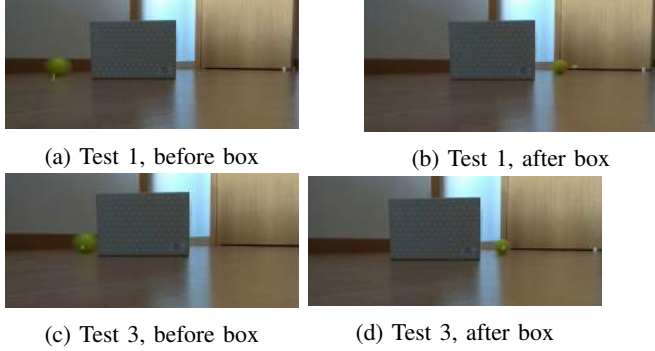 (a) Test 1, before box
(b) Test 1, after box
(c) Test 3, before box
(d) Test 3, after box